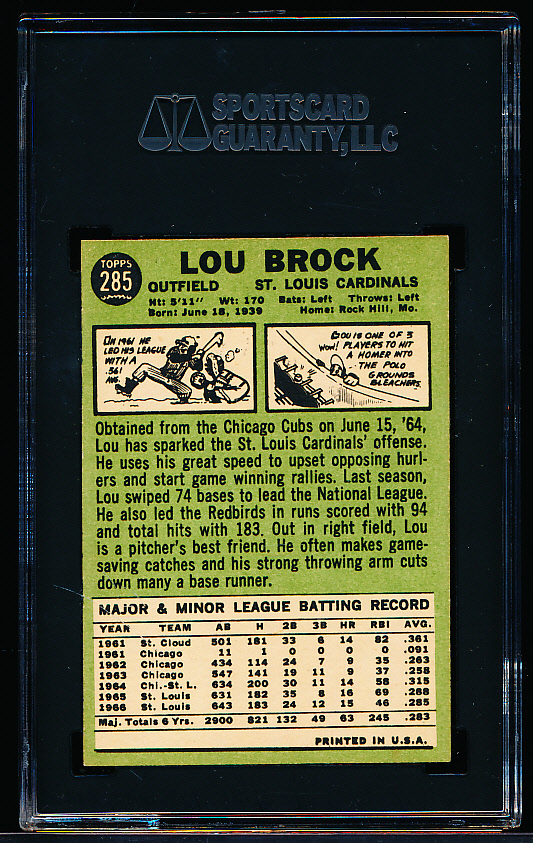 SPORTSCARD
GUARANTY, LLC
TOPPS
285
LOU BROCK
OUTFIELD ST. LOUIS CARDINALS
Ht: 5'11" Wt: 170 Bats: Left Throws: Left
Born: June 18, 1939 Home: Rock Hill, Mo.
IN 1961 HE
LED HIS LEAGUE
WITH A
.361
AVG.
LOU IS ONE OF 3
WOW! PLAYERS TO HIT
A HOMER INTO
THE POLO
GROUNDS
BLEACHERS.
Obtained from the Chicago Cubs on June 15, '64,
Lou has sparked the St. Louis Cardinals' offense.
He uses his great speed to upset opposing hurl-
ers and start game winning rallies. Last season,
Lou swiped 74 bases to lead the National League.
He also led the Redbirds in runs scored with 94
and total hits with 183. Out in right field, Lou
is a pitcher's best friend. He often makes game-
saving catches and his strong throwing arm cuts
down many a base runner.
MAJOR & MINOR LEAGUE BATTING RECORD
YEAR TEAM AB H 2B 3B HR RBI AVG.
1961 St. Cloud 501 181 33 6 14 82 .361
1961 Chicago 11 1 0 0 0 0 .091
1962 Chicago 434 114 24 7 9 35 .263
1963 Chicago 547 141 19 11 9 37 .258
1964 Chi.-St. L. 634 200 30 11 14 58 .315
1965 St. Louis 631 182 35 8 16 69 .288
1966 St. Louis 643 183 24 12 15 46 .285
Maj. Totals 6 Yrs. 2900 821 132 49 63 245 .283
PRINTED IN U.S.A.